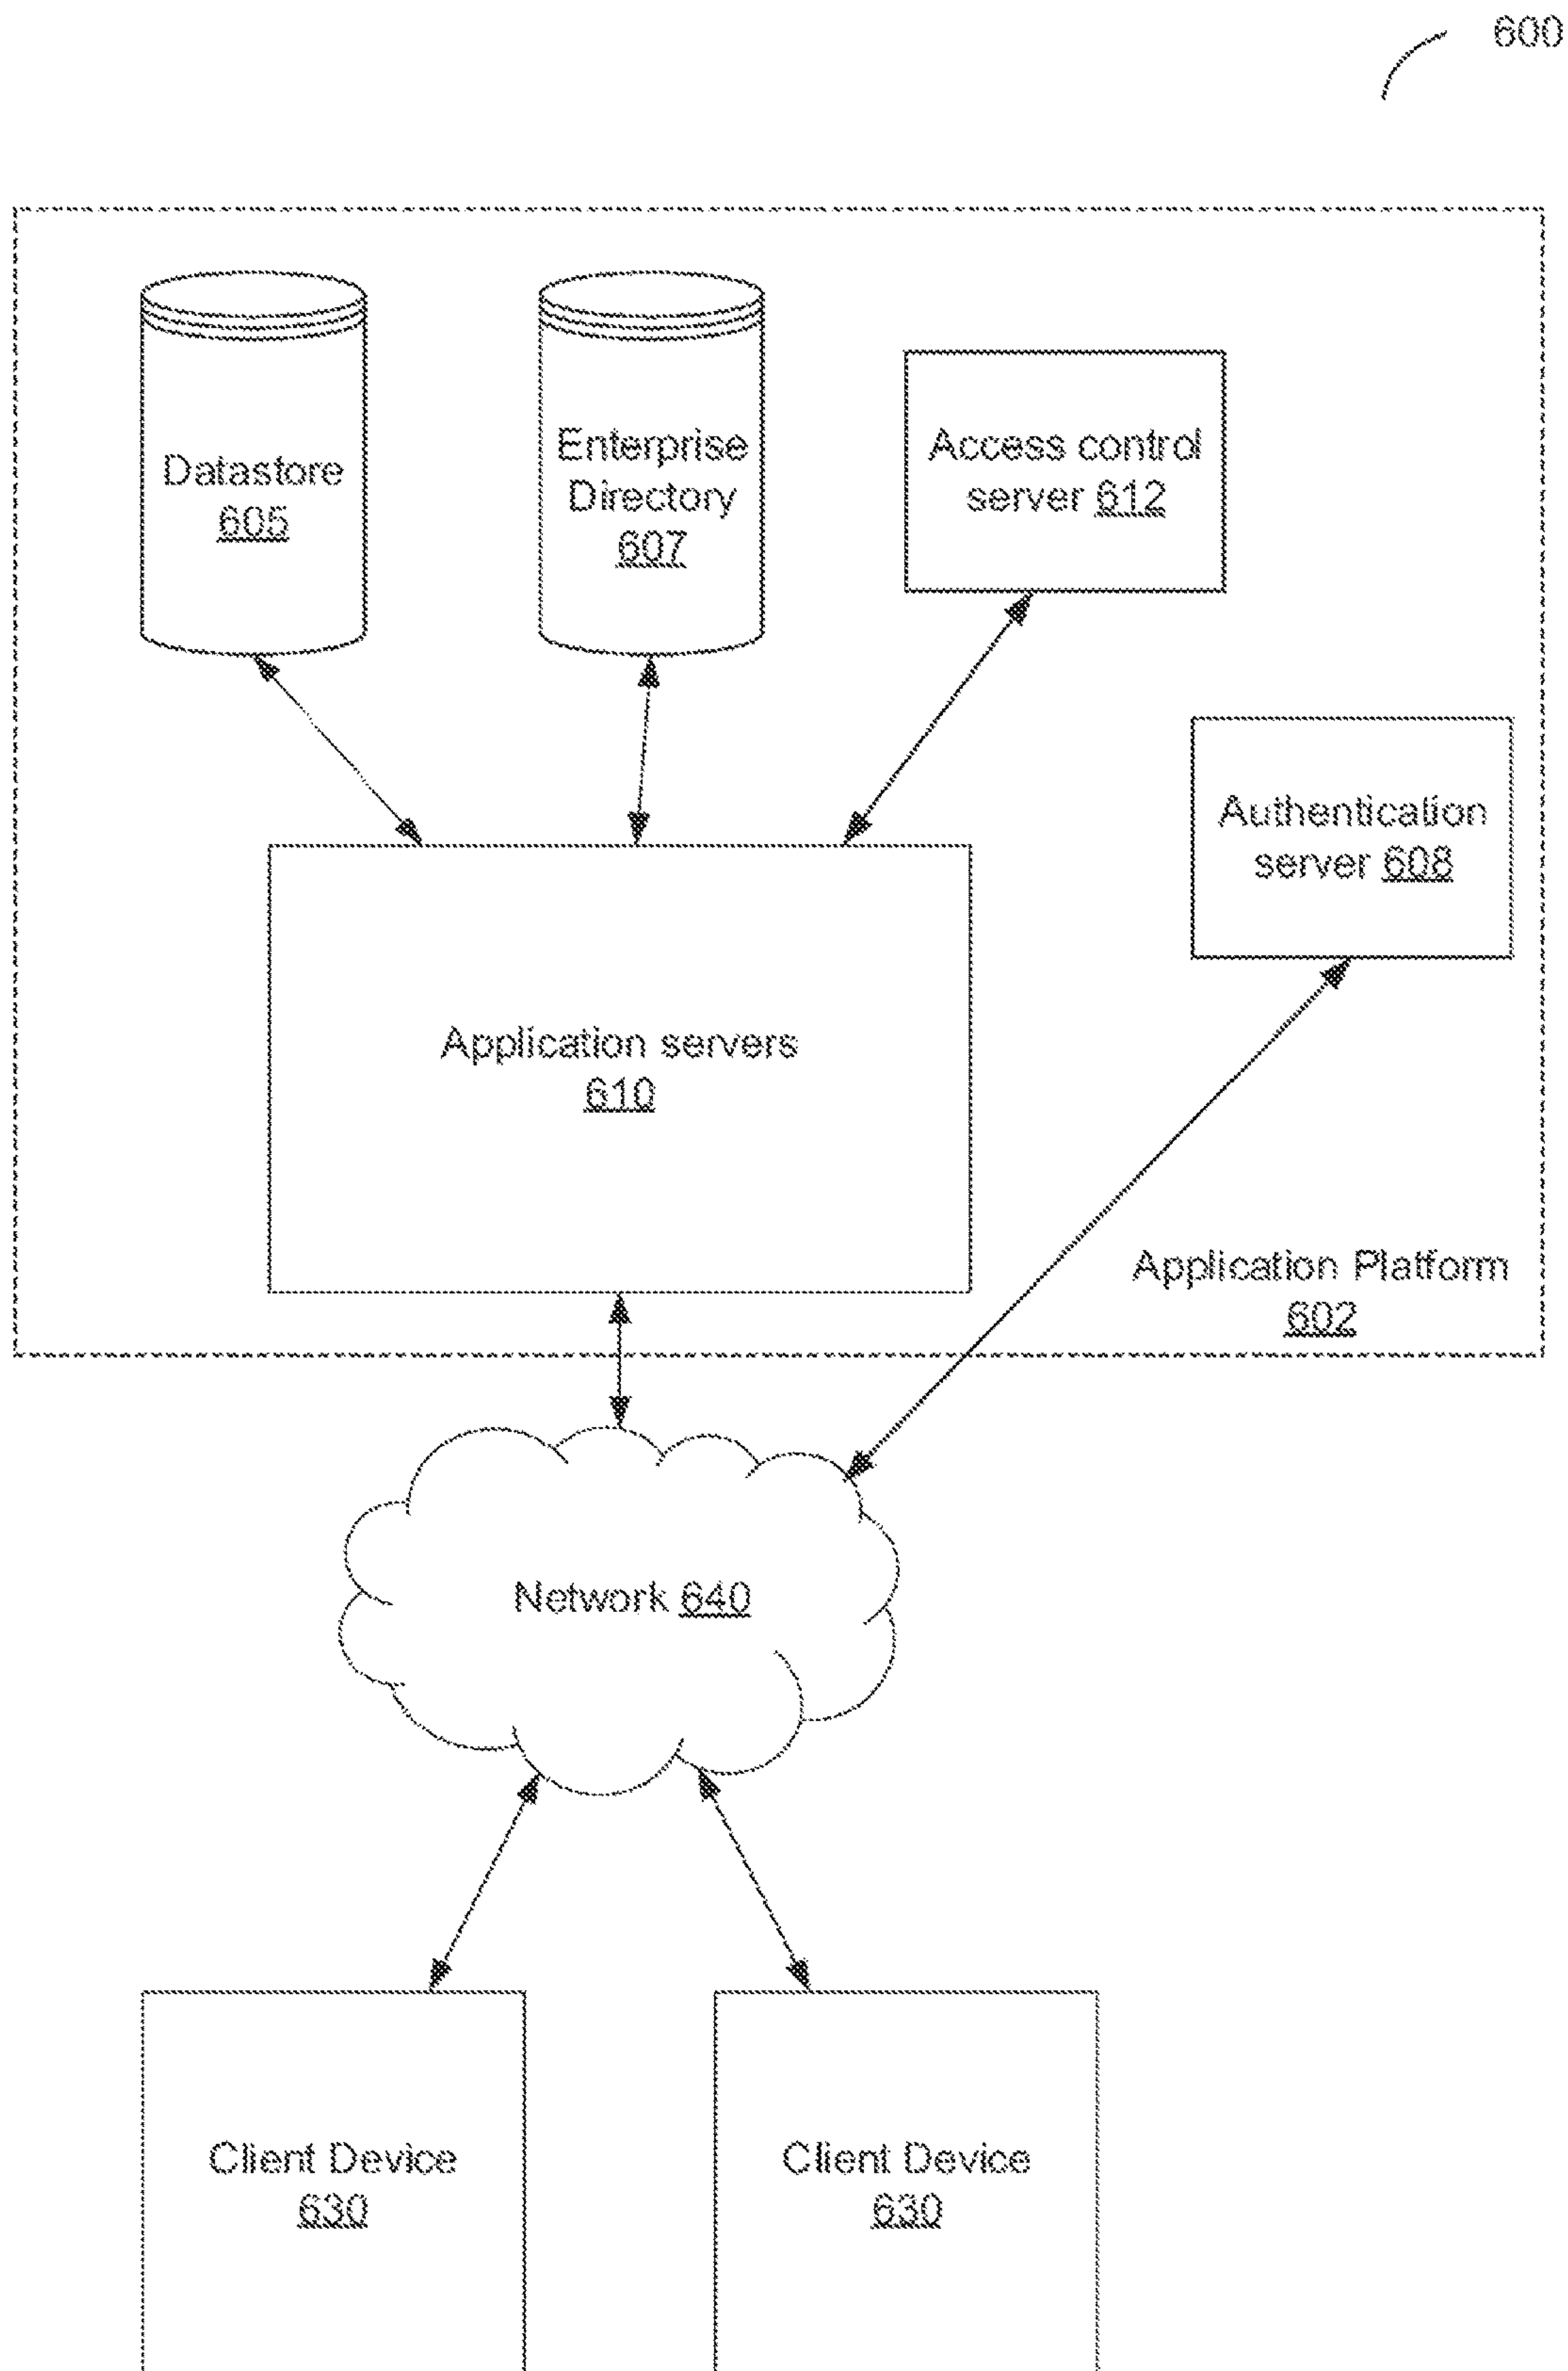 600
Datastore
605
Enterprise
Directory
607
Access control
server 612
Authentication
server 608
Application servers
610
Application Platform
602
Network 640
Client Device
630
Client Device
630